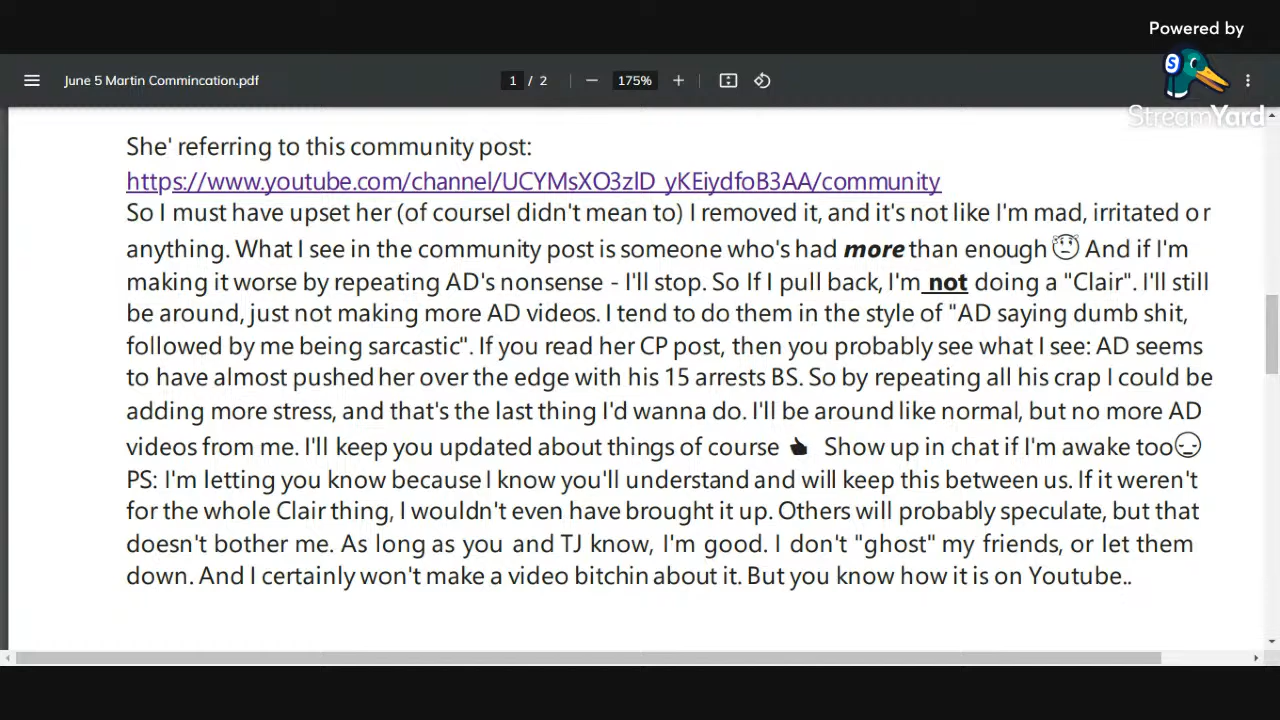 Powered by
June 5 Martin Commincation.pdf
1 / 2
175%
StreamYard
She' referring to this community post:
https://www.youtube.com/channel/UCYMsXO3zlD_yKEiydfoB3AA/community
So I must have upset her (of courseI didn't mean to) I removed it, and it's not like I'm mad, irritated or
anything. What I see in the community post is someone who's had more than enough And if I'm
making it worse by repeating AD's nonsense - I'll stop. So If I pull back, I'm not doing a "Clair". I'll still
be around, just not making more AD videos. I tend to do them in the style of "AD saying dumb shit,
followed by me being sarcastic". If you read her CP post, then you probably see what I see: AD seems
to have almost pushed her over the edge with his 15 arrests BS. So by repeating all his crap I could be
adding more stress, and that's the last thing I'd wanna do. I'll be around like normal, but no more AD
videos from me. I'll keep you updated about things of course 👍 Show up in chat if I'm awake too😔
PS: I'm letting you know because I know you'll understand and will keep this between us. If it weren't
for the whole Clair thing, I wouldn't even have brought it up. Others will probably speculate, but that
doesn't bother me. As long as you and TJ know, I'm good. I don't "ghost" my friends, or let them
down. And I certainly won't make a video bitchin about it. But you know how it is on Youtube..